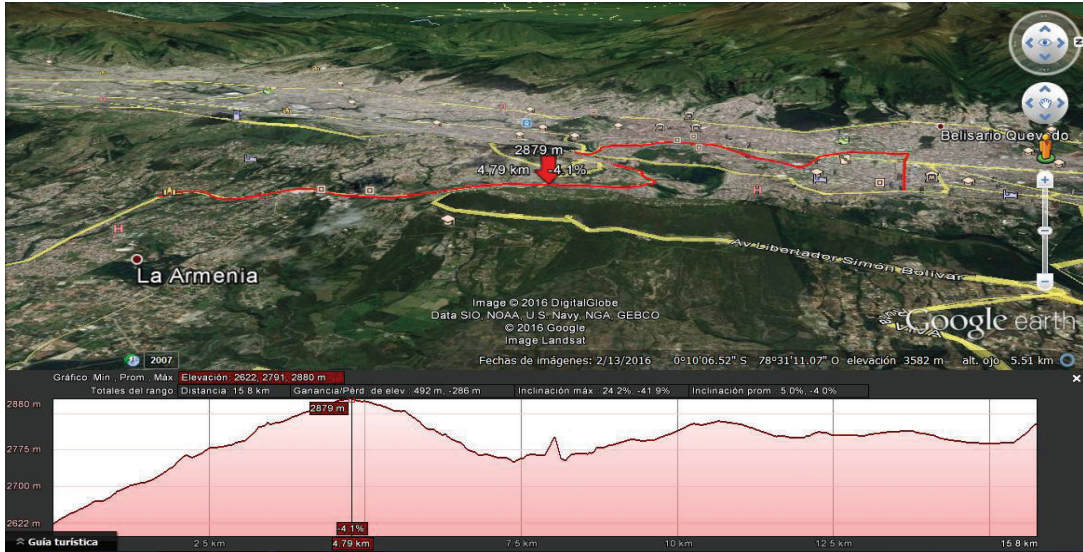 N
Belisario Quevedo
2879 m
4.79 km -4.1%
La Armenia
Av Libertador Simón Bolívar
Image © 2016 DigitalGlobe
Data SIO, NOAA, U.S. Navy, NGA, GEBCO
© 2016 Google
Image Landsat
Google earth
2007
Fechas de imágenes: 2/13/2016 0°10'06.52" S 78°31'11.07" O elevación 3582 m alt. ojo 5.51 km
Gráfico: Mín., Prom., Máx. Elevación: 2622, 2791, 2880 m
Totales del rango Distancia: 15.8 km Ganancia/Pérd. de elev.: 492 m, -286 m Inclinación máx.: 24.2%, -41.9% Inclinación prom.: 5.0%, -4.0%
2880 m
2879 m
2775 m
2700 m
2622 m
-4.1%
Guía turística
2.5 km 4.79 km 7.5 km 10 km 12.5 km 15.8 km